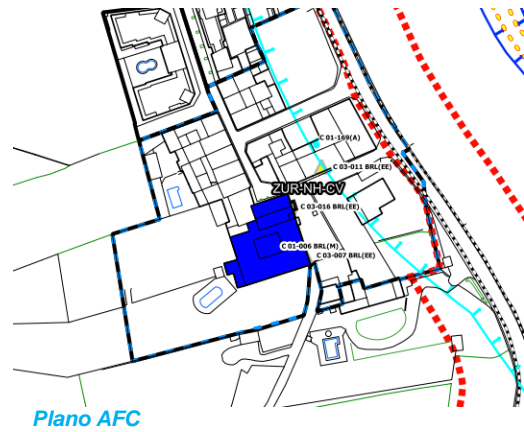 C 01-169(A)
C 03-011 BRL(EE)
ZUR-NH-CV
C 03-016 BRL(EE)
C 01-006 BRL(M)
C 03-007 BRL(EE)
Plano AFC